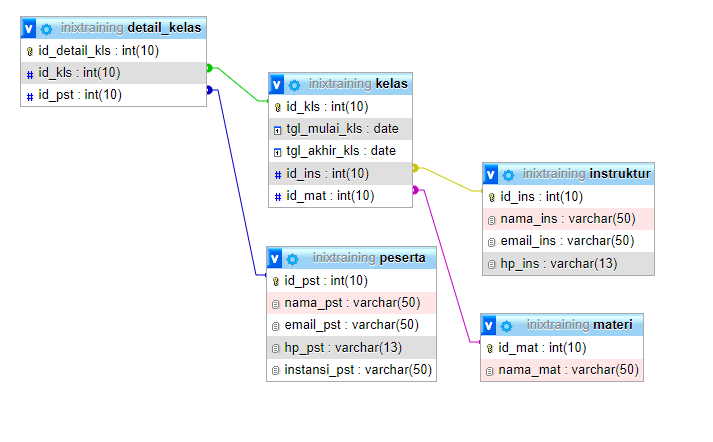 inixtraining detail_kelas
id_detail_kls : int(10)
id_kls : int(10)
id_pst : int(10)
inixtraining kelas
id_kls : int(10)
tgl_mulai_kls : date
tgl_akhir_kls : date
id_ins : int(10)
id_mat : int(10)
inixtraining instruktur
id_ins : int(10)
nama_ins : varchar(50)
email_ins : varchar(50)
hp_ins : varchar(13)
inixtraining peserta
id_pst : int(10)
nama_pst : varchar(50)
email_pst : varchar(50)
hp_pst : varchar(13)
instansi_pst : varchar(50)
inixtraining materi
id_mat : int(10)
nama_mat : varchar(50)